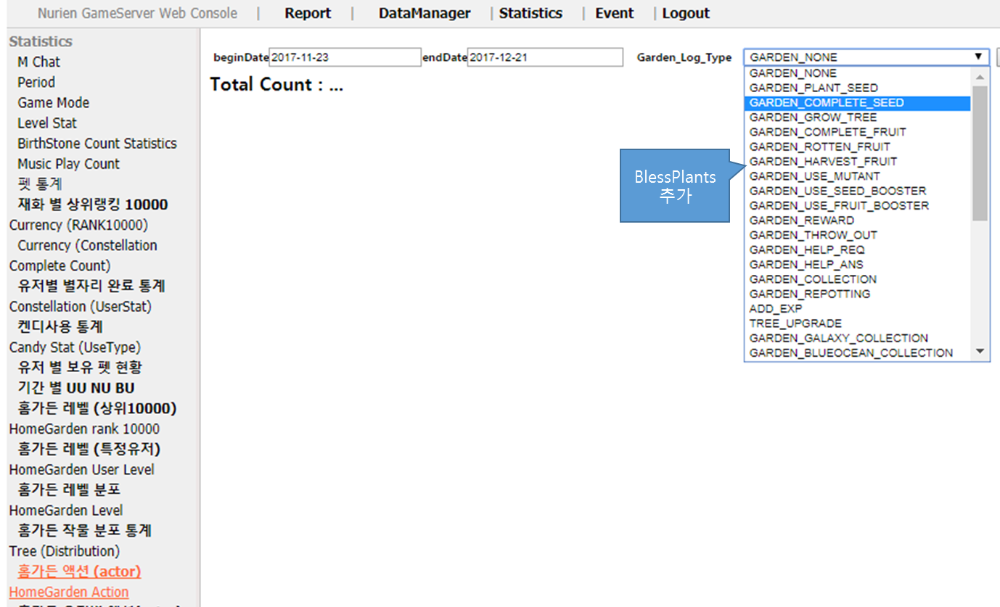 Nurien GameServer Web Console | Report | DataManager | Statistics | Event | Logout
Statistics
M Chat
Period
Game Mode
Level Stat
BirthStone Count Statistics
Music Play Count
펫 통계
재화 별 상위랭킹 10000
Currency (RANK10000)
Currency (Constellation
Complete Count)
유저별 별자리 완료 통계
Constellation (UserStat)
켄디사용 통계
Candy Stat (UseType)
유저 별 보유 펫 현황
기간 별 UU NU BU
홈가든 레벨 (상위10000)
HomeGarden rank 10000
홈가든 레벨 (특정유저)
HomeGarden User Level
홈가든 레벨 분포
HomeGarden Level
홈가든 작물 분포 통계
Tree (Distribution)
홈가든 액션 (actor)
HomeGarden Action
beginDate 2017-11-23 endDate 2017-12-21 Garden_Log_Type GARDEN_NONE
Total Count : ...
GARDEN_NONE
GARDEN_PLANT_SEED
GARDEN_COMPLETE_SEED
GARDEN_GROW_TREE
GARDEN_COMPLETE_FRUIT
GARDEN_ROTTEN_FRUIT
GARDEN_HARVEST_FRUIT
GARDEN_USE_MUTANT
GARDEN_USE_SEED_BOOSTER
GARDEN_USE_FRUIT_BOOSTER
GARDEN_REWARD
GARDEN_THROW_OUT
GARDEN_HELP_REQ
GARDEN_HELP_ANS
GARDEN_COLLECTION
GARDEN_REPOTTING
ADD_EXP
TREE_UPGRADE
GARDEN_GALAXY_COLLECTION
GARDEN_BLUEOCEAN_COLLECTION
BlessPlants
추가